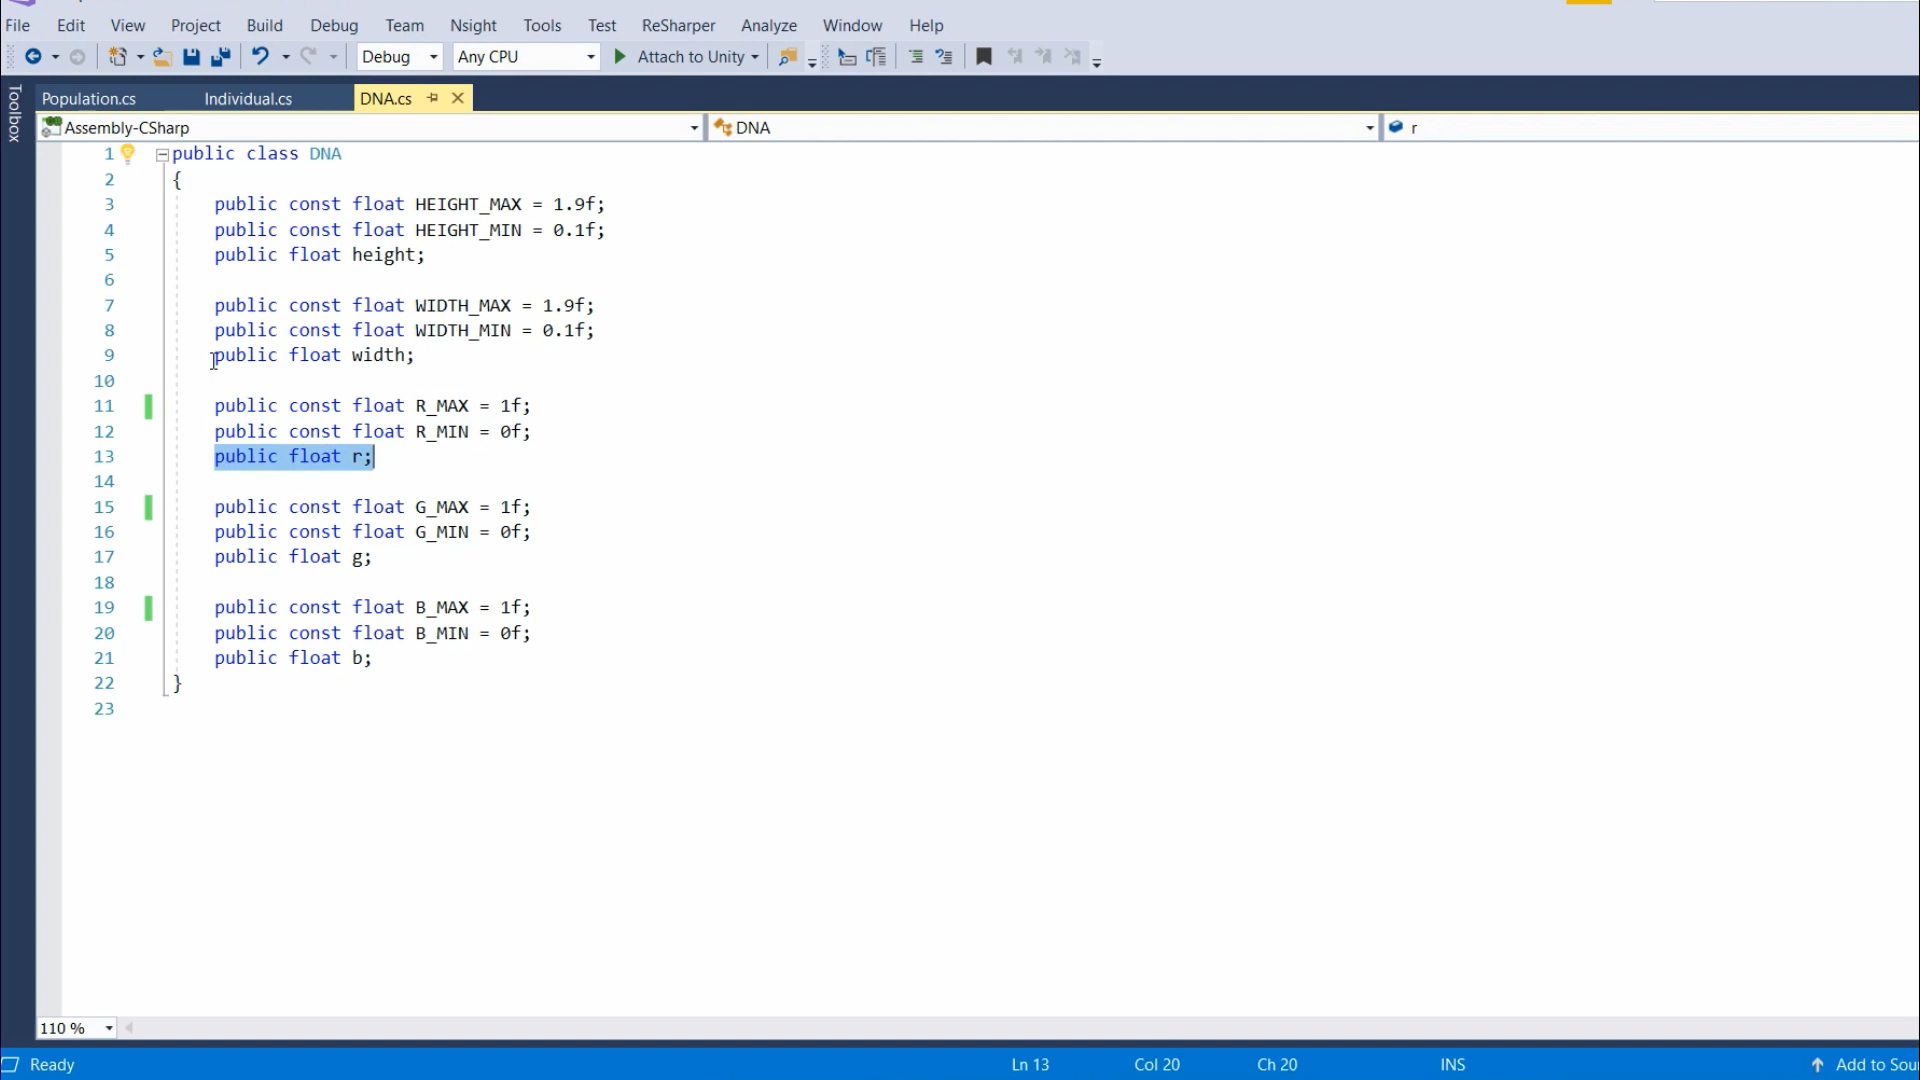 File Edit View Project Build Debug Team Nsight Tools Test ReSharper Analyze Window Help
Debug Any CPU Attach to Unity
Toolbox
Population.cs Individual.cs DNA.cs
Assembly-CSharp DNA r
1 public class DNA
2 {
3 public const float HEIGHT_MAX = 1.9f;
4 public const float HEIGHT_MIN = 0.1f;
5 public float height;
6
7 public const float WIDTH_MAX = 1.9f;
8 public const float WIDTH_MIN = 0.1f;
9 public float width;
10
11 public const float R_MAX = 1f;
12 public const float R_MIN = 0f;
13 public float r;
14
15 public const float G_MAX = 1f;
16 public const float G_MIN = 0f;
17 public float g;
18
19 public const float B_MAX = 1f;
20 public const float B_MIN = 0f;
21 public float b;
22 }
23
110 %
Ready Ln 13 Col 20 Ch 20 INS Add to Sou